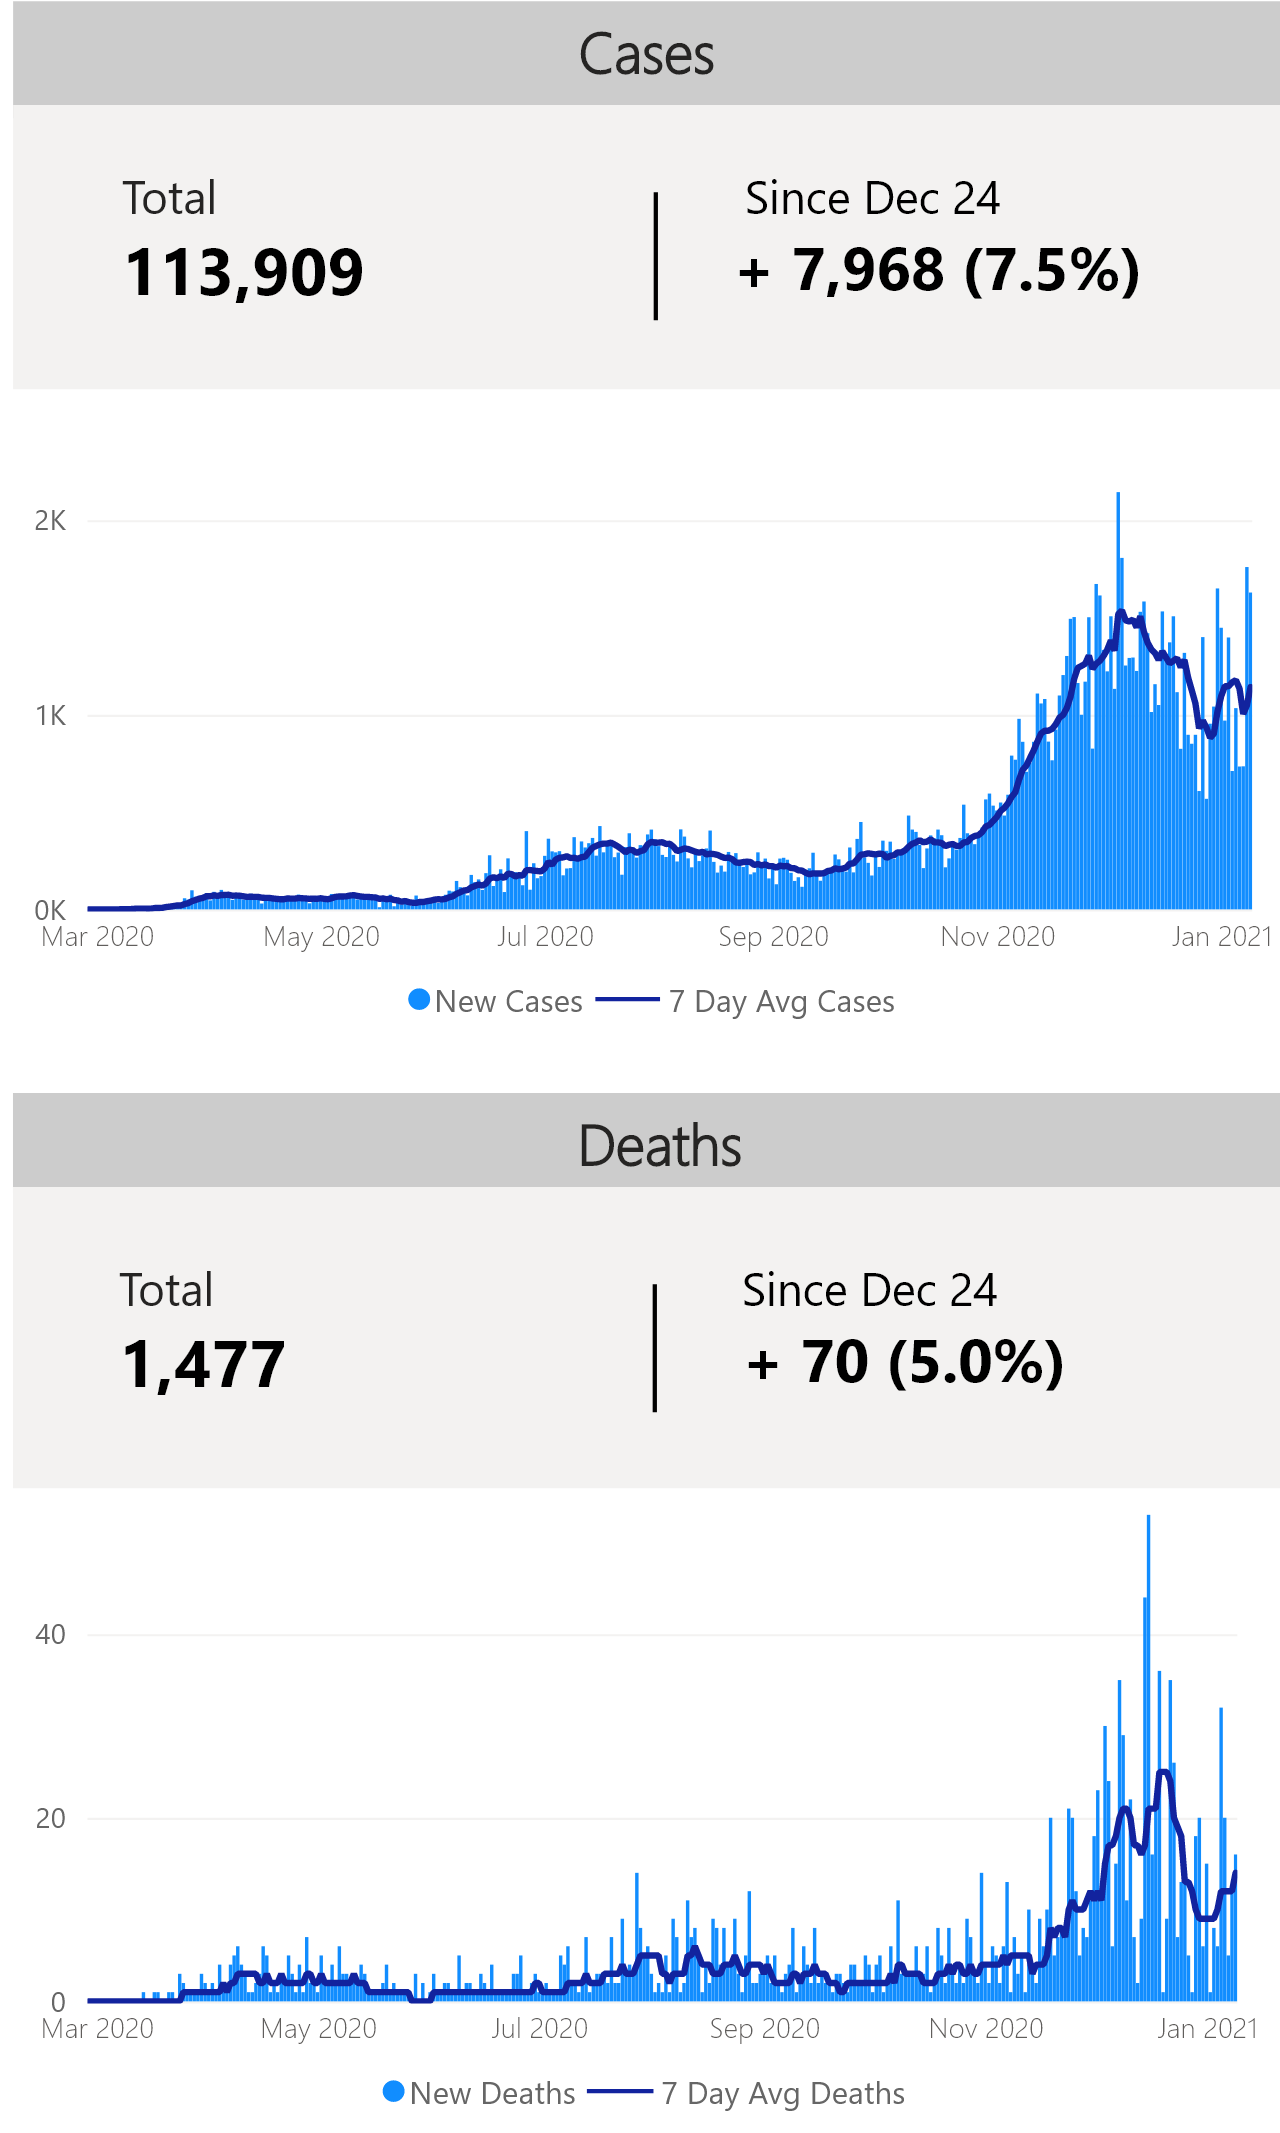 Cases
Total
113,909
Since Dec 24
+ 7,968 (7.5%)
2K
1K
0K
Mar 2020 May 2020 Jul 2020 Sep 2020 Nov 2020 Jan 2021
New Cases 7 Day Avg Cases
Deaths
Total
1,477
Since Dec 24
+ 70 (5.0%)
40
20
0
Mar 2020 May 2020 Jul 2020 Sep 2020 Nov 2020 Jan 2021
New Deaths 7 Day Avg Deaths